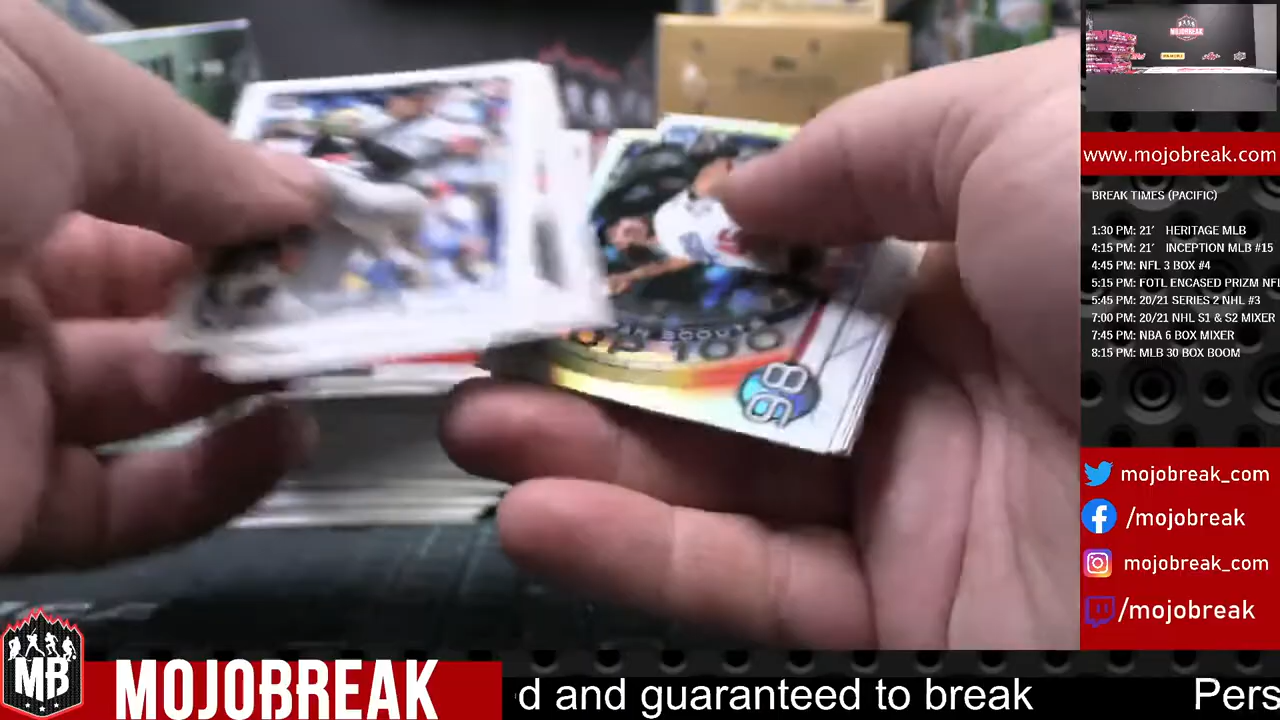 MOJOBREAK
www.mojobreak.com
BREAK TIMES (PACIFIC)
1:30 PM: 21' HERITAGE MLB
4:15 PM: 21' INCEPTION MLB #15
4:45 PM: NFL 3 BOX #4
5:15 PM: FOTL ENCASED PRIZM NFL
5:45 PM: 20/21 SERIES 2 NHL #3
7:00 PM: 20/21 NHL S1 & S2 MIXER
7:45 PM: NBA 6 BOX MIXER
8:15 PM: MLB 30 BOX BOOM
98
mojobreak_com
/mojobreak
mojobreak_com
/mojobreak
MB
MOJOBREAK
d and guaranteed to break Pers